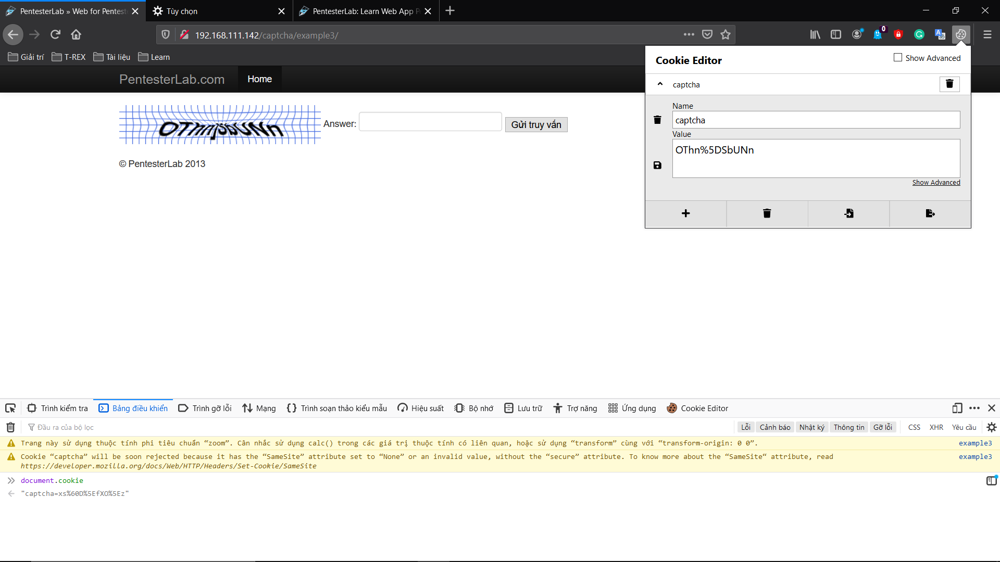 PentesterLab » Web for Penteste
Tùy chọn
PentesterLab: Learn Web App P
192.168.111.142/captcha/example3/
0
Giải trí
T-REX
Tài liệu
Learn
PentesterLab.com
Home
OThn]SbUNn
Answer:
Gửi truy vấn
© PentesterLab 2013
Cookie Editor
Show Advanced
captcha
Name
captcha
Value
OThn%5DSbUNn
Show Advanced
Trình kiểm tra
Bảng điều khiển
Trình gỡ lỗi
Mạng
Trình soạn thảo kiểu mẫu
Hiệu suất
Bộ nhớ
Lưu trữ
Trợ năng
Ứng dụng
Cookie Editor
Đầu ra của bộ lọc
Lỗi
Cảnh báo
Nhật ký
Thông tin
Gỡ lỗi
CSS
XHR
Yêu cầu
Trang này sử dụng thuộc tính phi tiêu chuẩn “zoom”. Cân nhắc sử dụng calc() trong các giá trị thuộc tính có liên quan, hoặc sử dụng “transform” cùng với “transform-origin: 0 0”.
example3
Cookie “captcha” will be soon rejected because it has the “SameSite” attribute set to “None” or an invalid value, without the “secure” attribute. To know more about the “SameSite“ attribute, read
example3
https://developer.mozilla.org/docs/Web/HTTP/Headers/Set-Cookie/SameSite
document.cookie
"captcha=xs%60D%5EfXO%5Ez"